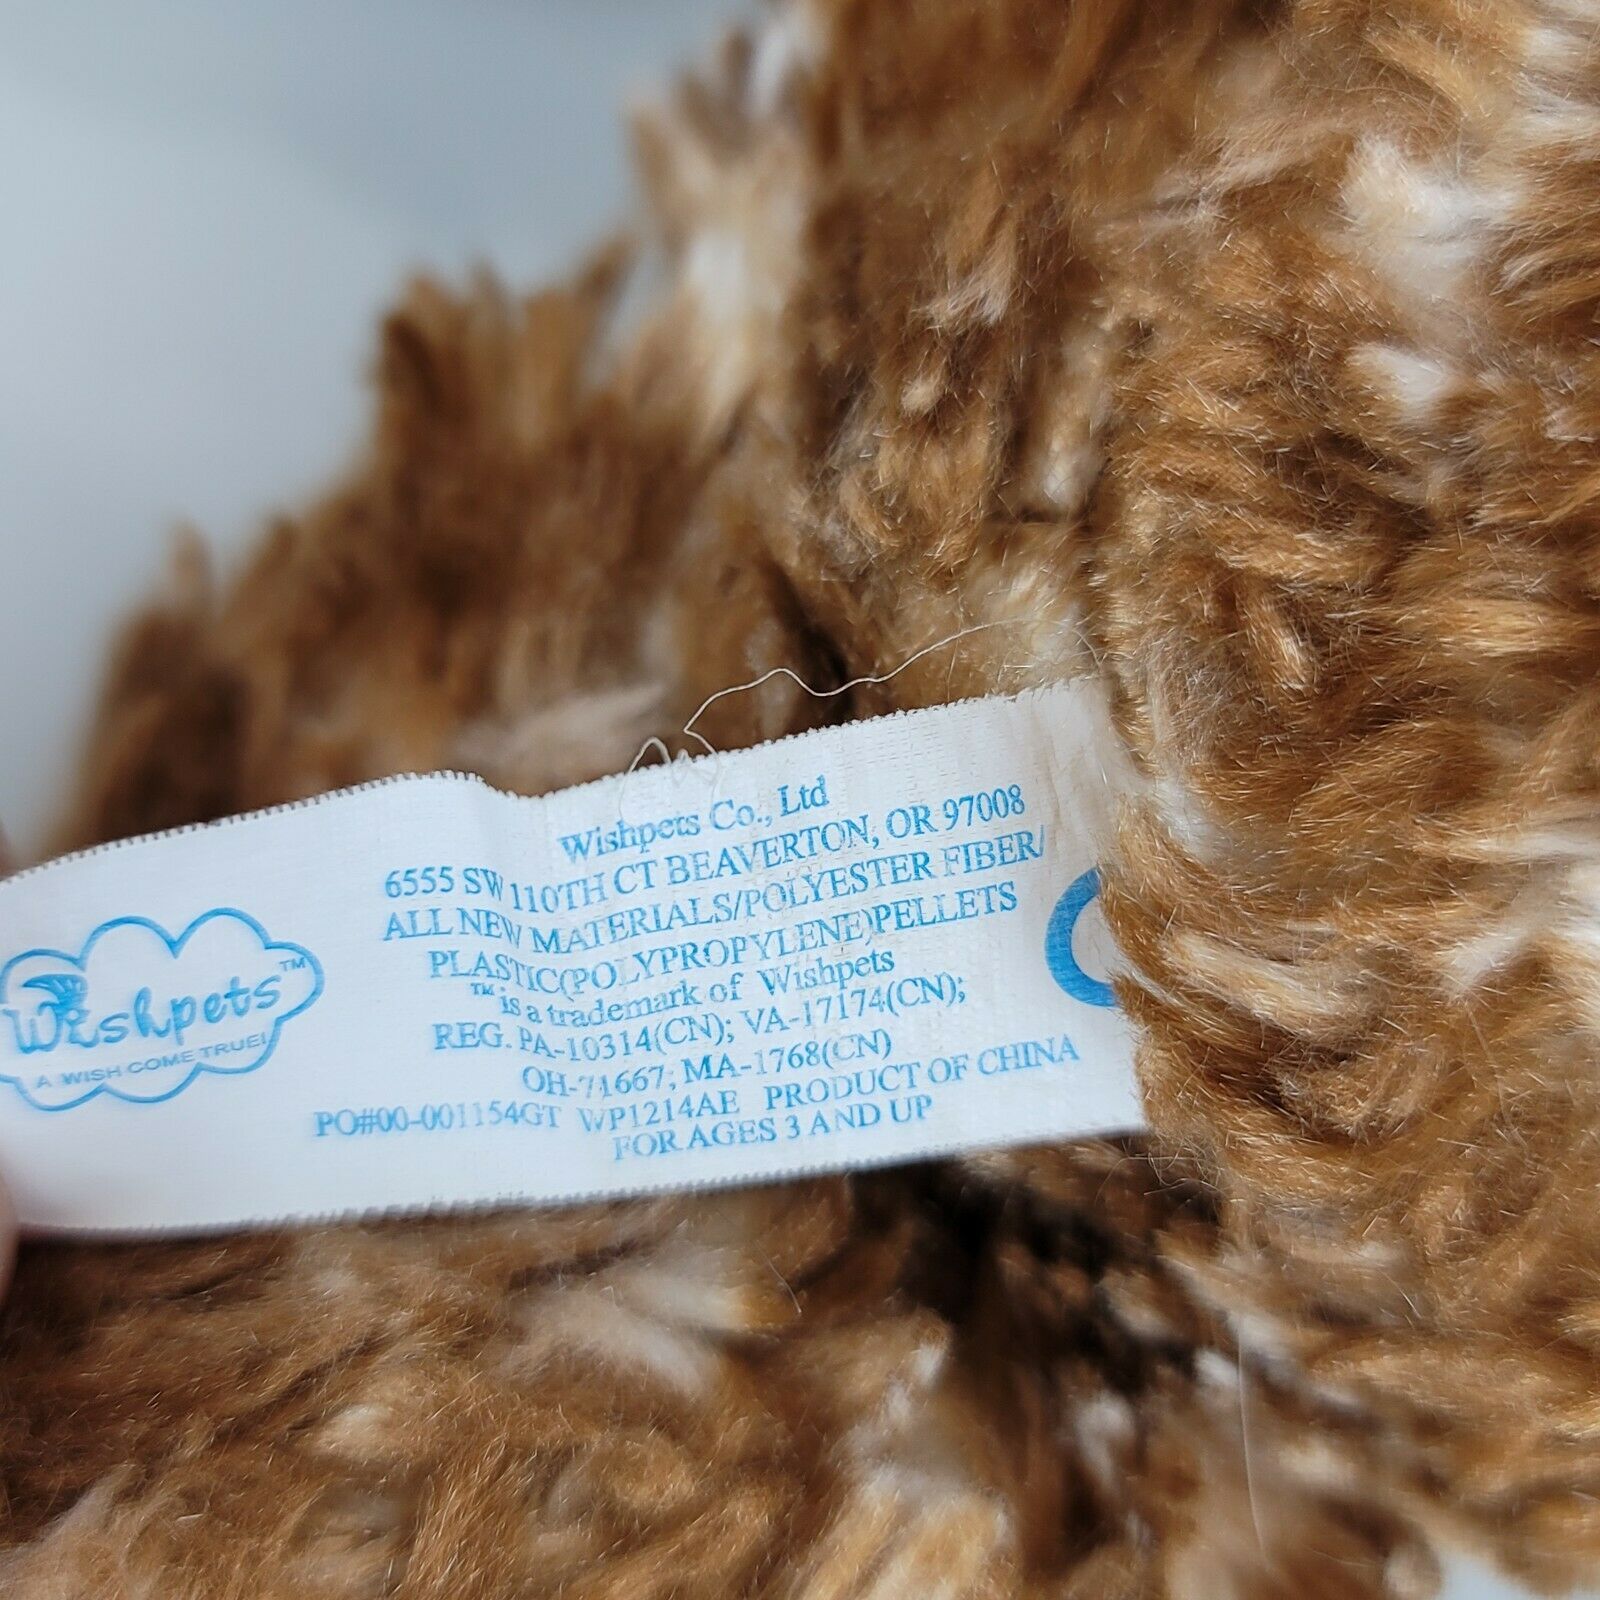 Wishpets™
A WISH COME TRUE!
Wishpets Co., Ltd
6555 SW 110TH CT BEAVERTON, OR 97008
ALL NEW MATERIALS/POLYESTER FIBER/
PLASTIC(POLYPROPYLENE)PELLETS
™ is a trademark of Wishpets
REG. PA-10314(CN); VA-17174(CN);
OH-71667; MA-1768(CN)
PO#00-001154GT WP1214AE PRODUCT OF CHINA
FOR AGES 3 AND UP